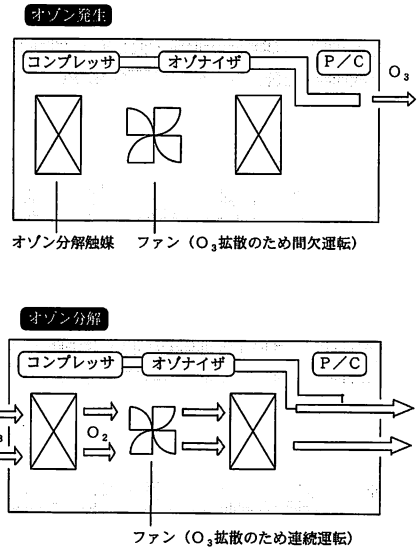 オゾン発生
コンプレッサ オゾナイザ P/C
O₃
オゾン分解触媒 ファン(O₃拡散のため間欠運転)
オゾン分解
コンプレッサ オゾナイザ P/C
₃ O₂
ファン(O₃拡散のため連続運転)